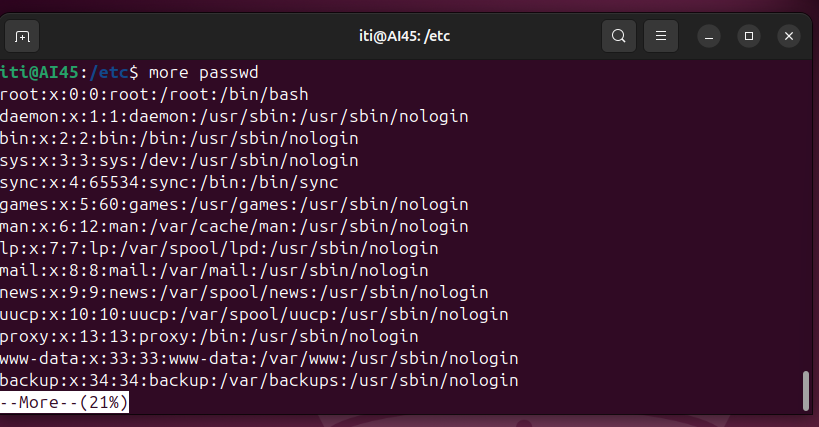 iti@AI45: /etc
iti@AI45:/etc$ more passwd
root:x:0:0:root:/root:/bin/bash
daemon:x:1:1:daemon:/usr/sbin:/usr/sbin/nologin
bin:x:2:2:bin:/bin:/usr/sbin/nologin
sys:x:3:3:sys:/dev:/usr/sbin/nologin
sync:x:4:65534:sync:/bin:/bin/sync
games:x:5:60:games:/usr/games:/usr/sbin/nologin
man:x:6:12:man:/var/cache/man:/usr/sbin/nologin
lp:x:7:7:lp:/var/spool/lpd:/usr/sbin/nologin
mail:x:8:8:mail:/var/mail:/usr/sbin/nologin
news:x:9:9:news:/var/spool/news:/usr/sbin/nologin
uucp:x:10:10:uucp:/var/spool/uucp:/usr/sbin/nologin
proxy:x:13:13:proxy:/bin:/usr/sbin/nologin
www-data:x:33:33:www-data:/var/www:/usr/sbin/nologin
backup:x:34:34:backup:/var/backups:/usr/sbin/nologin
--More--(21%)